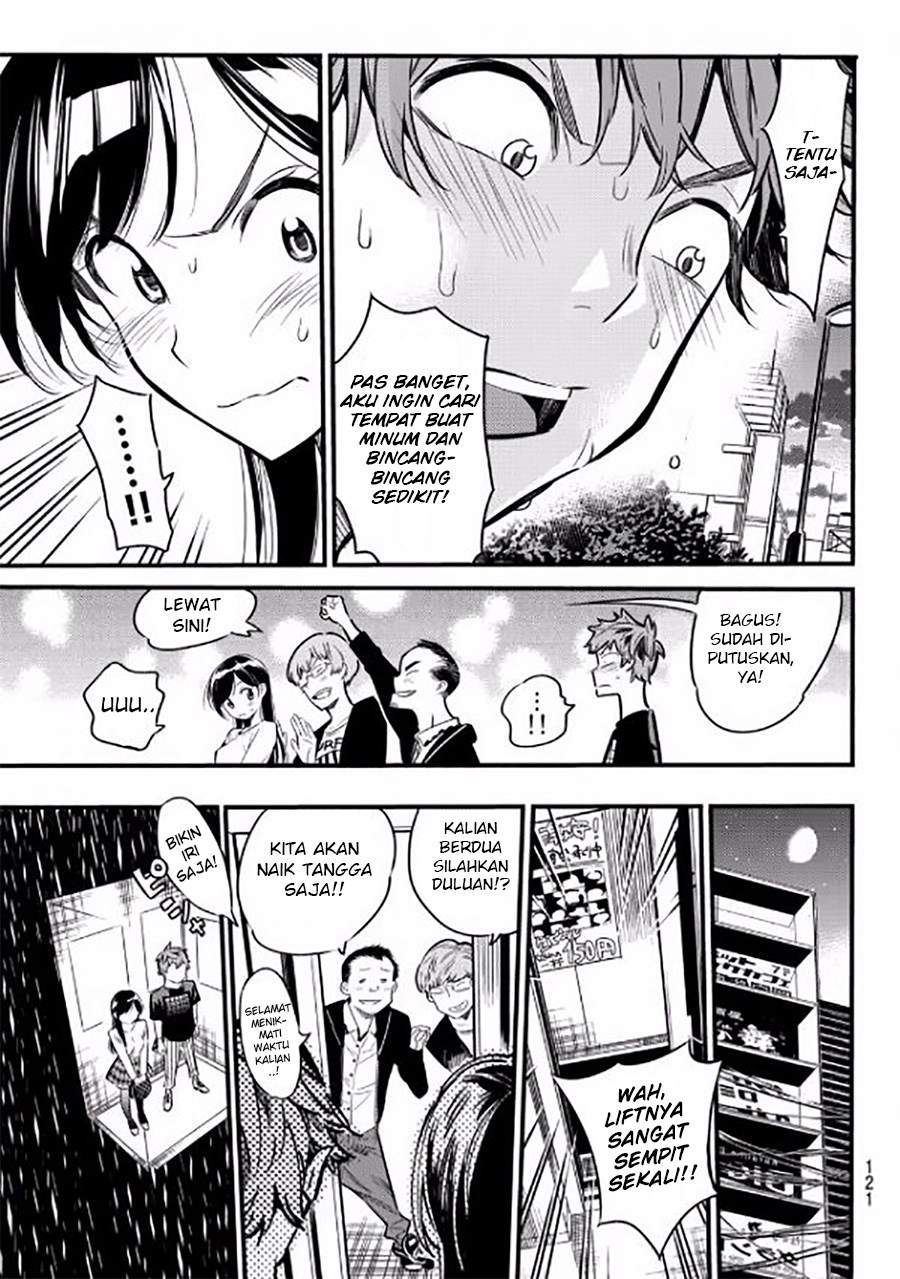 T-
TENTU
SAJA-
PAS BANGET,
AKU INGIN CARI
TEMPAT BUAT
MINUM DAN
BINCANG-
BINCANG
SEDIKIT!
......!!
BAGUS!
SUDAH DI-
PUTUSKAN,
YA!
...!!
LEWAT
SINI!
UUU..
150円
WAH,
LIFTNYA
SANGAT
SEMPIT
SEKALI!!
KALIAN
BERDUA
SILAHKAN
DULUAN!?
KITA AKAN
NAIK TANGGA
SAJA!!
SELAMAT
MENIK-
MATI
WAKTU
KALIAN
..!
BIKIN
IRI
SAJA!
121